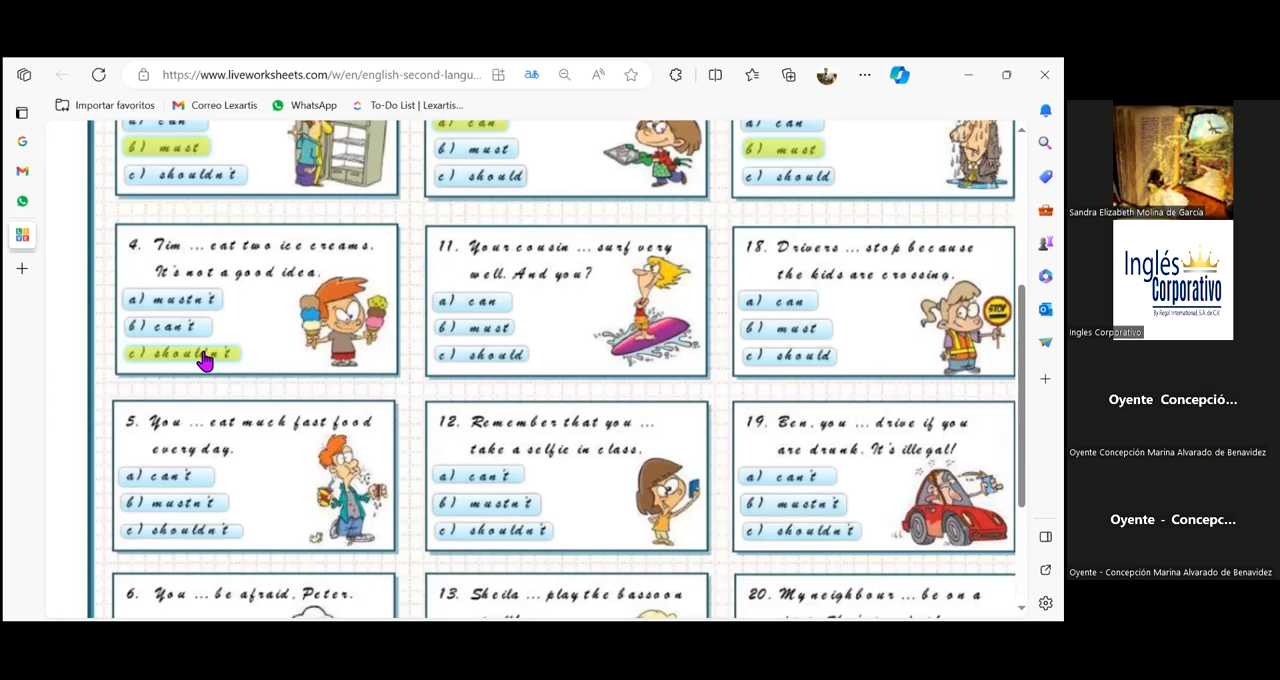 https://www.liveworksheets.com/w/en/english-second-langu...
Importar favoritos
Correo Lexartis
WhatsApp
To-Do List | Lexartis...
a) can
b) must
c) shouldn't
a) can
b) must
c) should
a) can
b) must
c) should
4. Tim ... eat two ice creams.
It's not a good idea.
a) mustn't
b) can't
c) shouldn't
11. Your cousin ... surf very
well. And you?
a) can
b) must
c) should
18. Drivers ... stop because
the kids are crossing.
a) can
b) must
c) should
STOP
5. You ... eat much fast food
every day.
a) can't
b) mustn't
c) shouldn't
12. Remember that you ...
take a selfie in class.
a) can't
b) mustn't
c) shouldn't
19. Ben, you ... drive if you
are drunk. It's illegal!
a) can't
b) mustn't
c) shouldn't
6. You ... be afraid, Peter.
13. Sheila ... play the bassoon
20. My neighbour ... be on a
Sandra Elizabeth Molina de García
Inglés
Corporativo
By Regal International, S.A. de C.V.
Ingles Corporativo
Oyente Concepció...
Oyente Concepción Marina Alvarado de Benavidez
Oyente - Concepc...
Oyente - Concepción Marina Alvarado de Benavidez